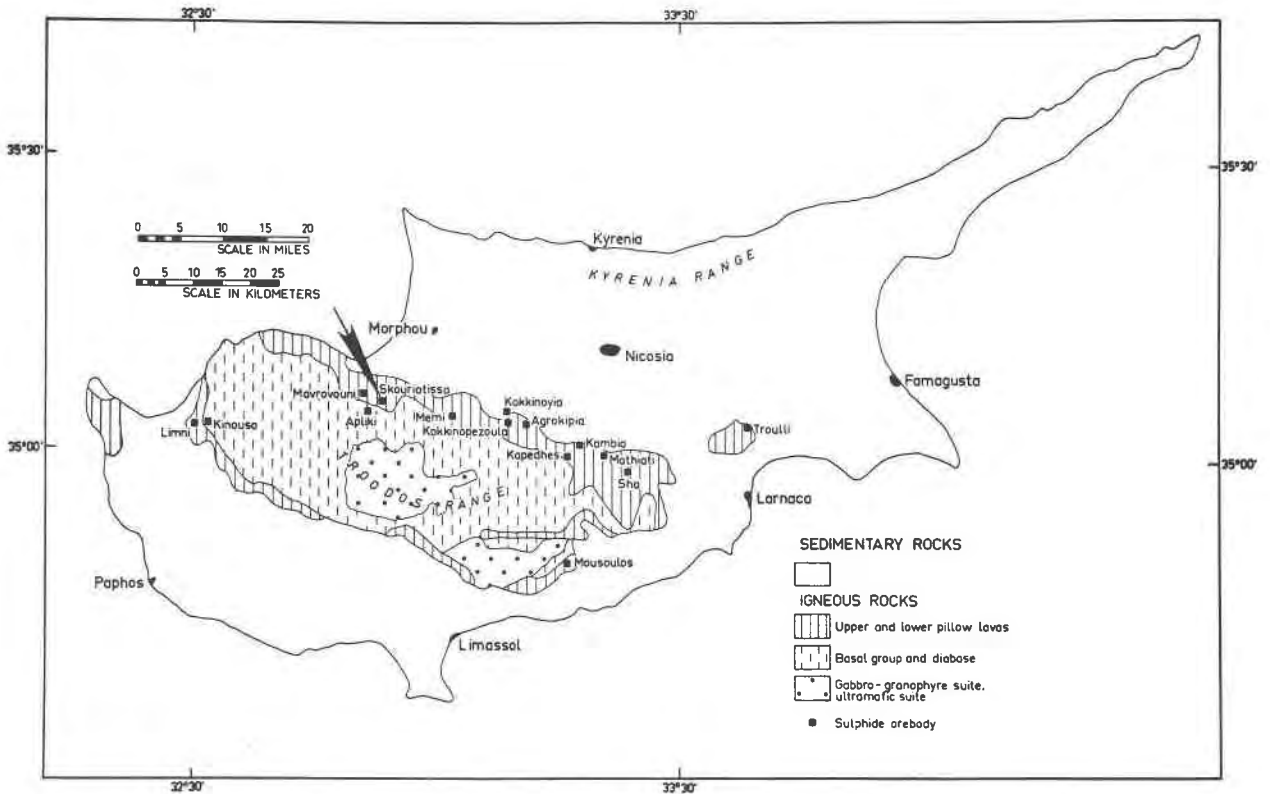 32°30'
33°30'
35°30'
35°30'
0 5 10 15 20
SCALE IN MILES
0 5 10 15 20 25
SCALE IN KILOMETERS
Kyrenia
KYRENIA RANGE
Morphou
Nicosia
Famagusta
Mavrovouni
Skouriotissa
Apliki
Memi
Kokkinoyia
Kokkinopezoula
Agrokipia
Limni
Kinousa
Kambia
Kapedhes
Mathiati
Sha
Troulli
35°00'
35°00'
TROODOS RANGE
Larnaca
Mousoulos
Paphos
Limassol
SEDIMENTARY ROCKS
IGNEOUS ROCKS
Upper and lower pillow lavas
Basal group and diabase
Gabbro-granophyre suite,
ultramafic suite
Sulphide orebody
32°30'
33°30'